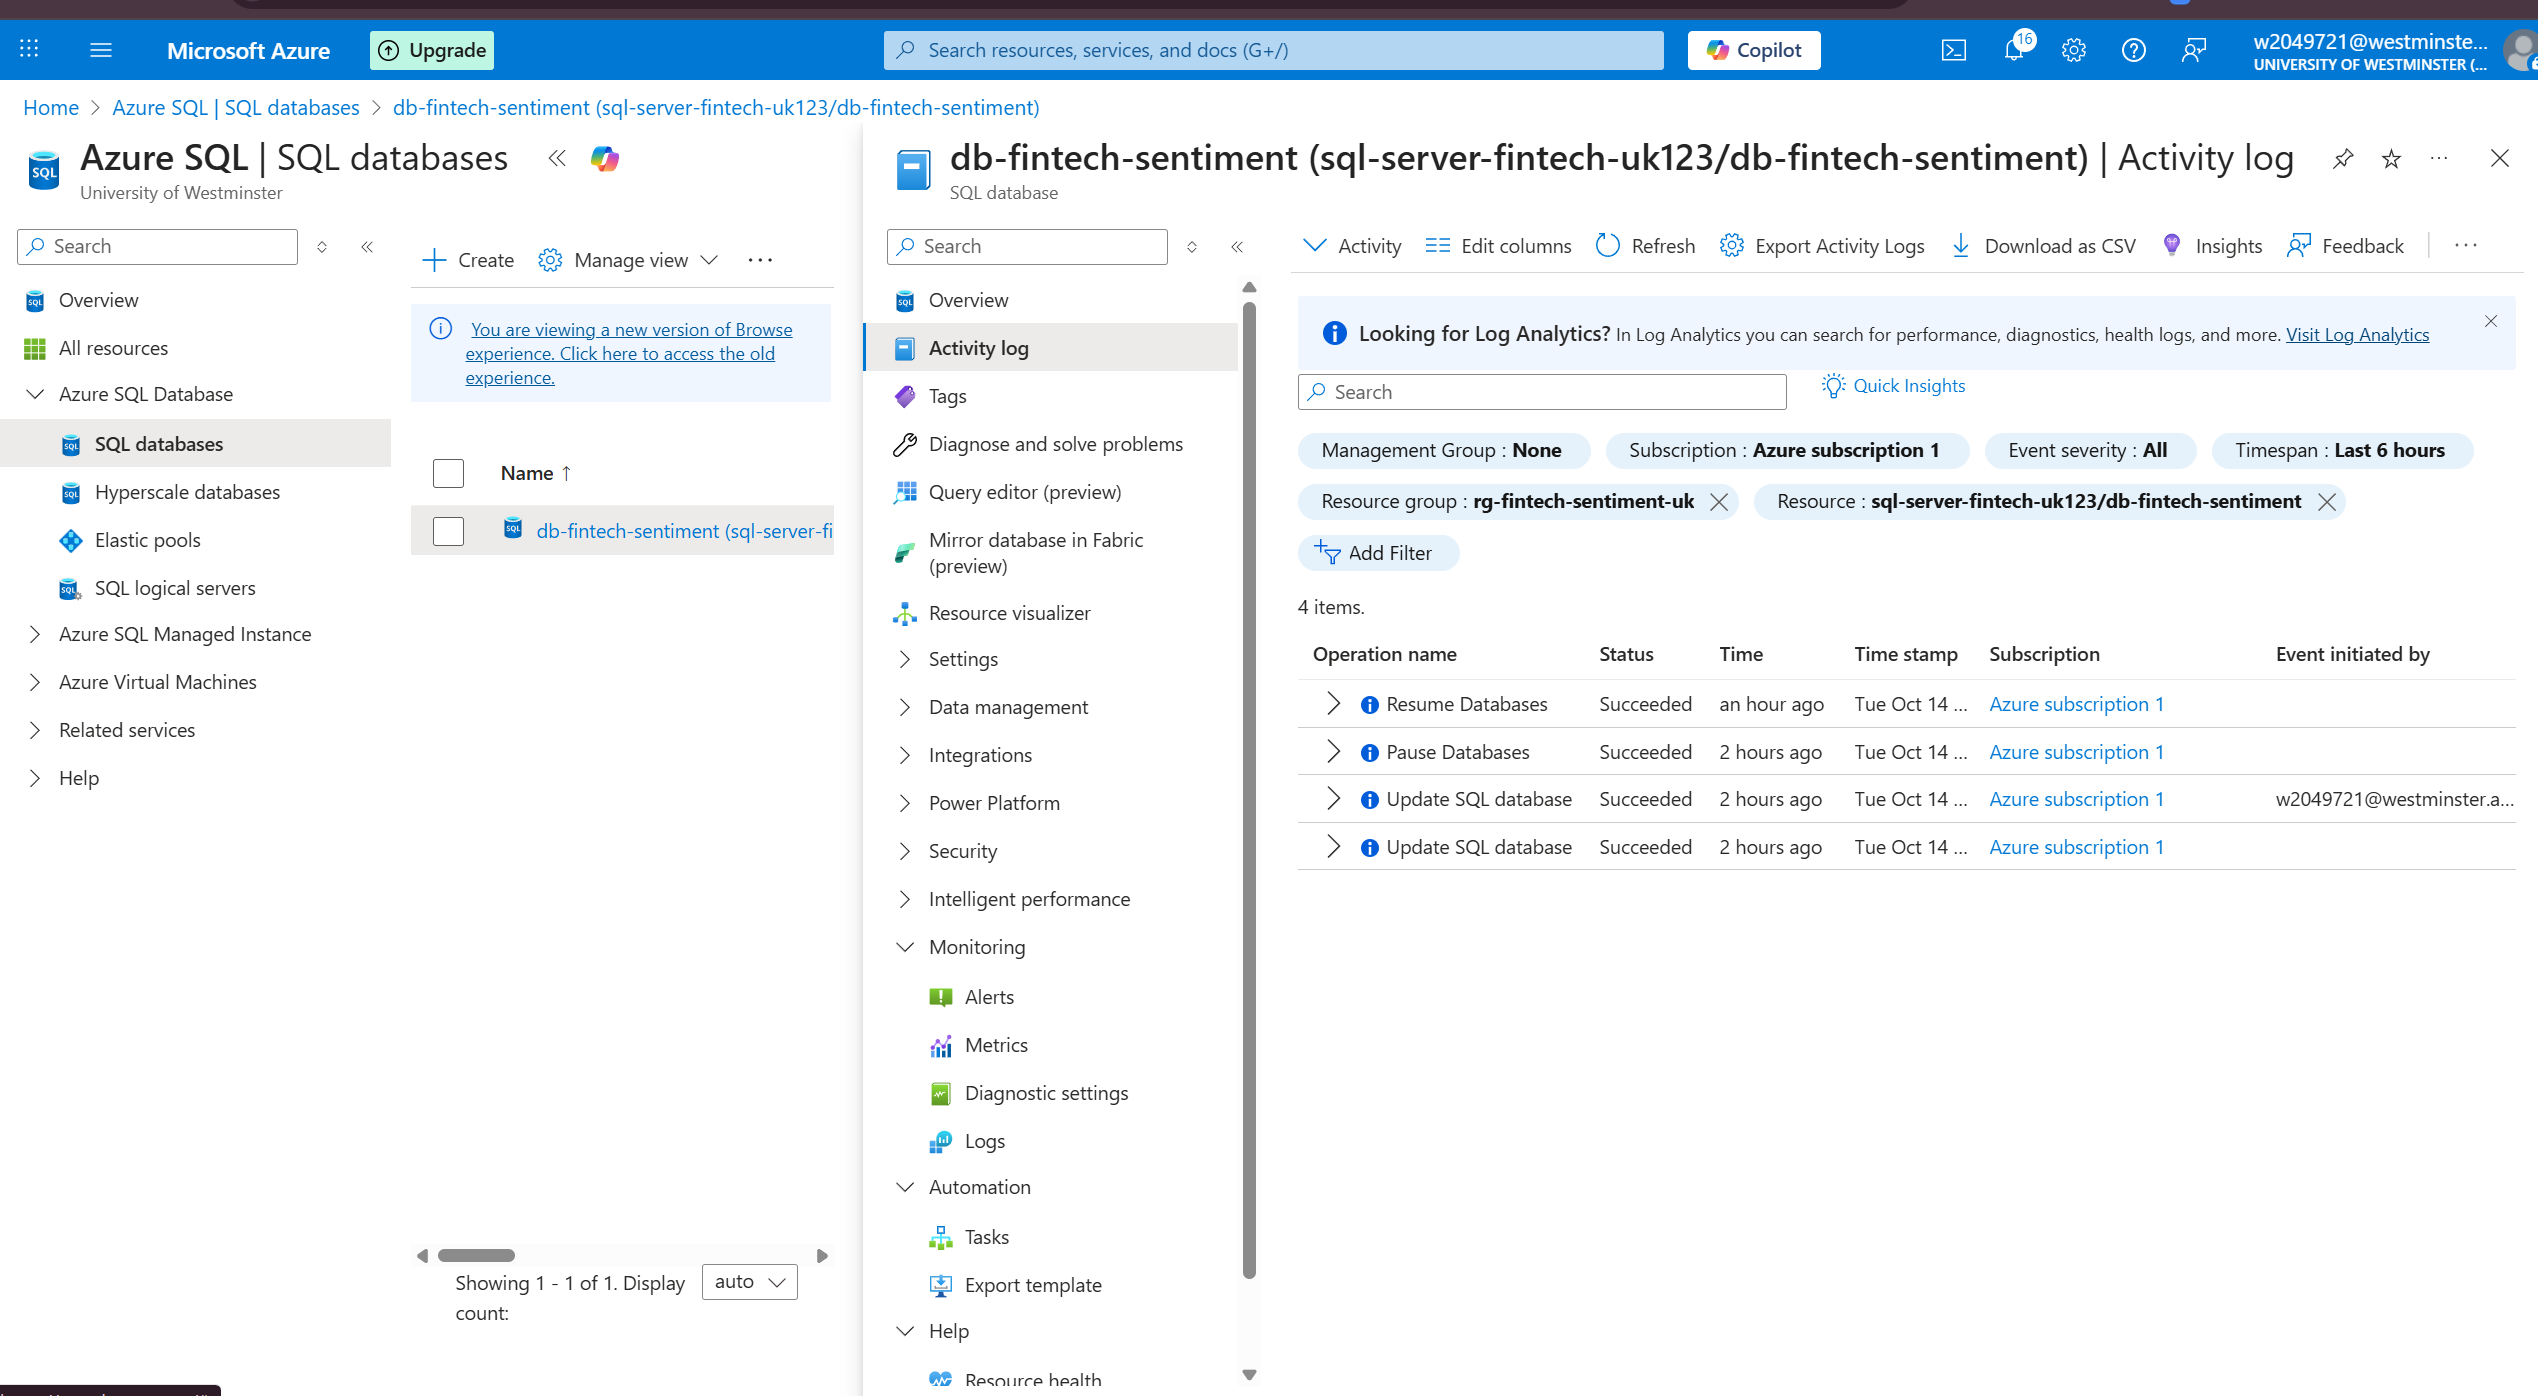 Microsoft Azure
Upgrade
Search resources, services, and docs (G+/)
Copilot
16
w2049721@westminste...
UNIVERSITY OF WESTMINSTER (...
Home > Azure SQL | SQL databases > db-fintech-sentiment (sql-server-fintech-uk123/db-fintech-sentiment)
Azure SQL | SQL databases
University of Westminster
Search
Overview
All resources
Azure SQL Database
SQL databases
Hyperscale databases
Elastic pools
SQL logical servers
Azure SQL Managed Instance
Azure Virtual Machines
Related services
Help
Create
Manage view
You are viewing a new version of Browse
experience. Click here to access the old
experience.
Name ↑
db-fintech-sentiment (sql-server-fi
Showing 1 - 1 of 1. Display
count:
auto
db-fintech-sentiment (sql-server-fintech-uk123/db-fintech-sentiment) | Activity log
SQL database
Search
Overview
Activity log
Tags
Diagnose and solve problems
Query editor (preview)
Mirror database in Fabric
(preview)
Resource visualizer
Settings
Data management
Integrations
Power Platform
Security
Intelligent performance
Monitoring
Alerts
Metrics
Diagnostic settings
Logs
Automation
Tasks
Export template
Help
Resource health
Activity
Edit columns
Refresh
Export Activity Logs
Download as CSV
Insights
Feedback
Looking for Log Analytics? In Log Analytics you can search for performance, diagnostics, health logs, and more. Visit Log Analytics
Search
Quick Insights
Management Group : None
Subscription : Azure subscription 1
Event severity : All
Timespan : Last 6 hours
Resource group : rg-fintech-sentiment-uk
Resource : sql-server-fintech-uk123/db-fintech-sentiment
Add Filter
4 items.
Operation name Status Time Time stamp Subscription Event initiated by
Resume Databases Succeeded an hour ago Tue Oct 14 ... Azure subscription 1
Pause Databases Succeeded 2 hours ago Tue Oct 14 ... Azure subscription 1
Update SQL database Succeeded 2 hours ago Tue Oct 14 ... Azure subscription 1 w2049721@westminster.a...
Update SQL database Succeeded 2 hours ago Tue Oct 14 ... Azure subscription 1